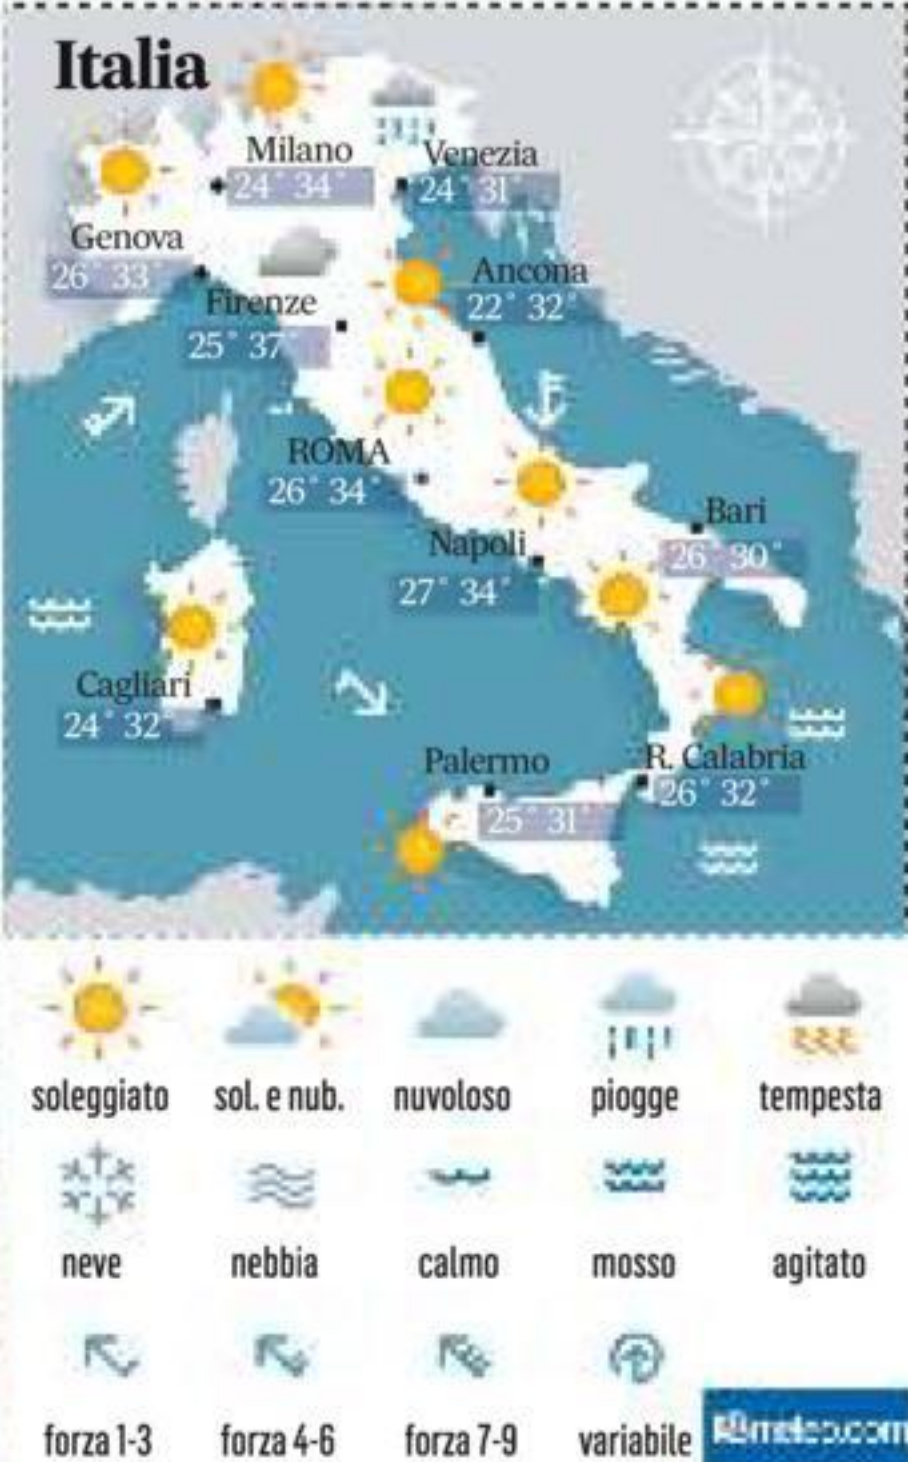 Italia
Milano
24° 34°
Venezia
24° 31°
Genova
26° 33°
Ancona
22° 32°
Firenze
25° 37°
ROMA
26° 34°
Bari
26° 30°
Napoli
27° 34°
Cagliari
24° 32°
Palermo
25° 31°
R. Calabria
26° 32°
soleggiato sol. e nub. nuvoloso piogge tempesta
neve nebbia calmo mosso agitato
forza 1-3 forza 4-6 forza 7-9 variabile